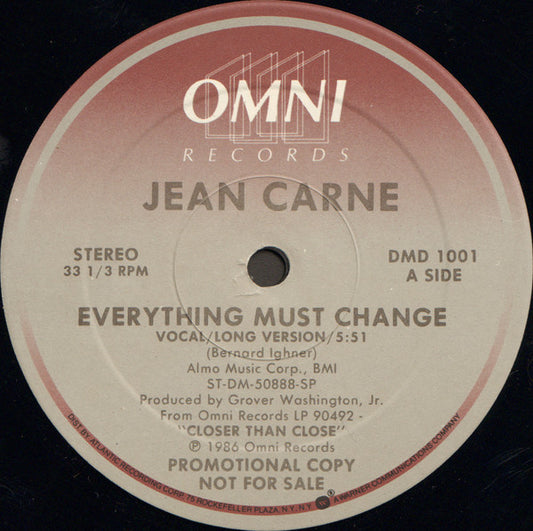 OMNI
RECORDS
JEAN CARNE
STEREO
33 1/3 RPM
DMD 1001
A SIDE
EVERYTHING MUST CHANGE
VOCAL/LONG VERSION/5:51
(Bernard Ighner)
Almo Music Corp., BMI
ST-DM-50888-SP
Produced by Grover Washington, Jr.
From Omni Records LP 90492 -
"CLOSER THAN CLOSE"
℗ 1986 Omni Records
PROMOTIONAL COPY
NOT FOR SALE
DIST BY ATLANTIC RECORDING CORP. 75 ROCKEFELLER PLAZA, N.Y. N.Y. ® A WARNER COMMUNICATIONS COMPANY